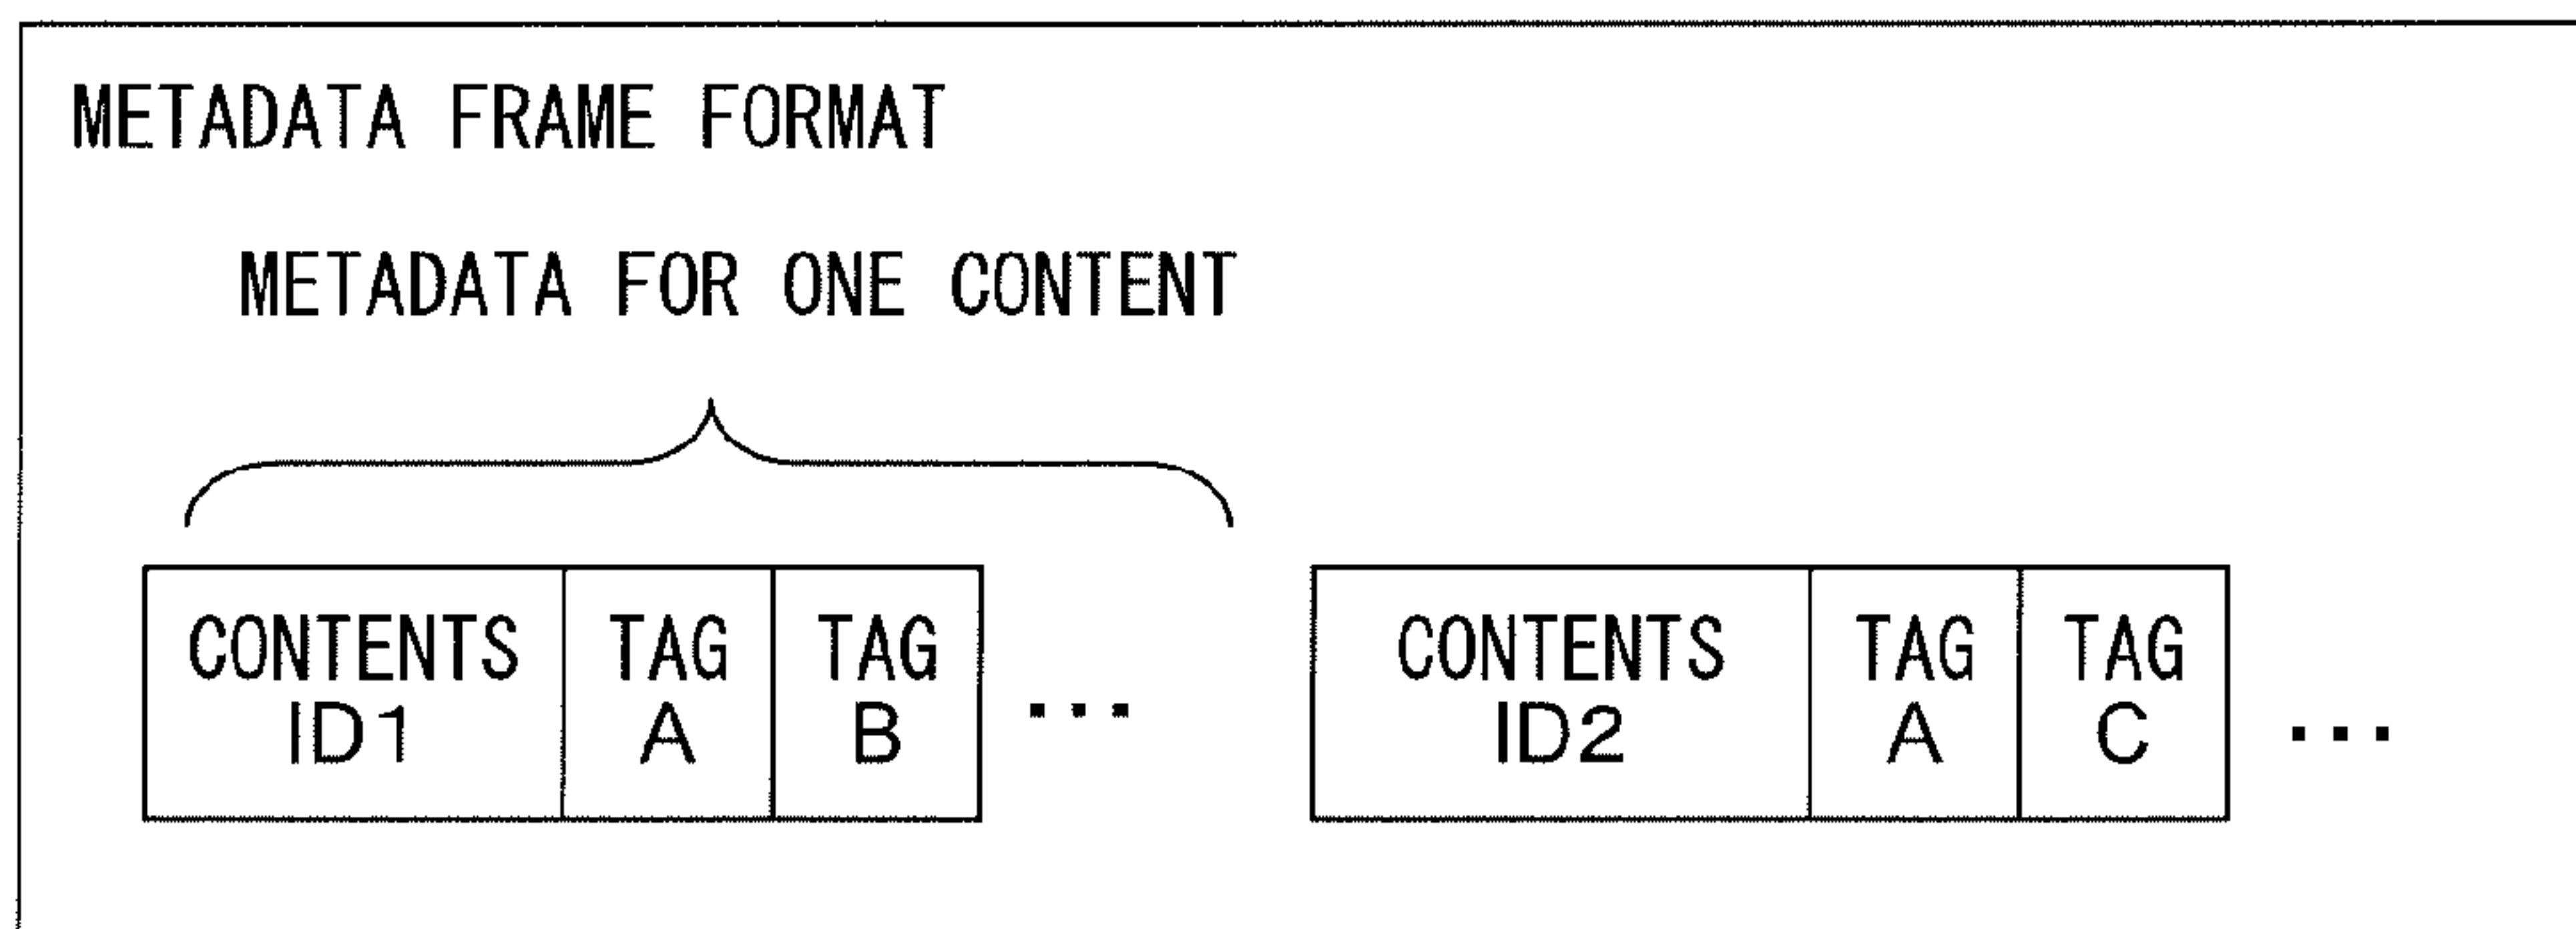 METADATA FRAME FORMAT
METADATA FOR ONE CONTENT
CONTENTS TAG TAG CONTENTS TAG TAG
ID1 A B ... ID2 A C ...